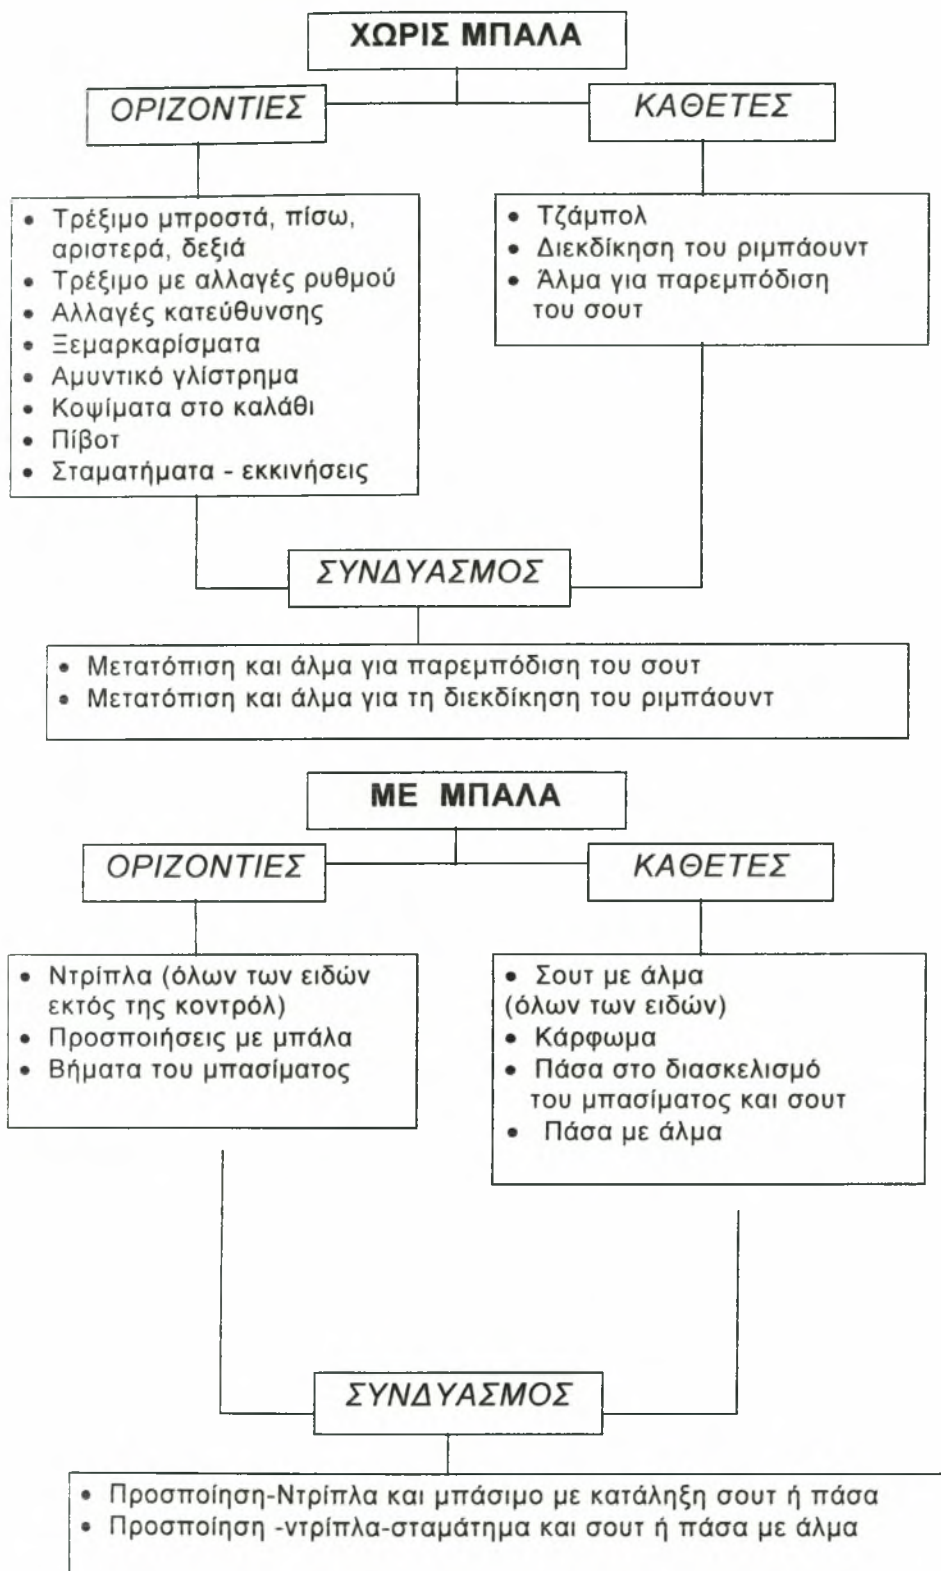 ΧΩΡΙΣ ΜΠΑΛΑ
ΟΡΙΖΟΝΤΙΕΣ
ΚΑΘΕΤΕΣ
• Τρέξιμο μπροστά, πίσω,
αριστερά, δεξιά
• Τρέξιμο με αλλαγές ρυθμού
• Αλλαγές κατεύθυνσης
• Ξεμαρκαρίσματα
• Αμυντικό γλίστρημα
• Κοψίματα στο καλάθι
• Πίβοτ
• Σταματήματα - εκκινήσεις
• Τζάμπολ
• Διεκδίκηση του ριμπάουντ
• Άλμα για παρεμπόδιση
του σουτ
ΣΥΝΔΥΑΣΜΟΣ
• Μετατόπιση και άλμα για παρεμπόδιση του σουτ
• Μετατόπιση και άλμα για τη διεκδίκηση του ριμπάουντ
ΜΕ ΜΠΑΛΑ
ΟΡΙΖΟΝΤΙΕΣ
ΚΑΘΕΤΕΣ
• Ντρίπλα (όλων των ειδών
εκτός της κοντρόλ)
• Προσποιήσεις με μπάλα
• Βήματα του μπασίματος
• Σουτ με άλμα
(όλων των ειδών)
• Κάρφωμα
• Πάσα στο διασκελισμό
του μπασίματος και σουτ
• Πάσα με άλμα
ΣΥΝΔΥΑΣΜΟΣ
• Προσποίηση-Ντρίπλα και μπάσιμο με κατάληξη σουτ ή πάσα
• Προσποίηση -ντρίπλα-σταμάτημα και σουτ ή πάσα με άλμα